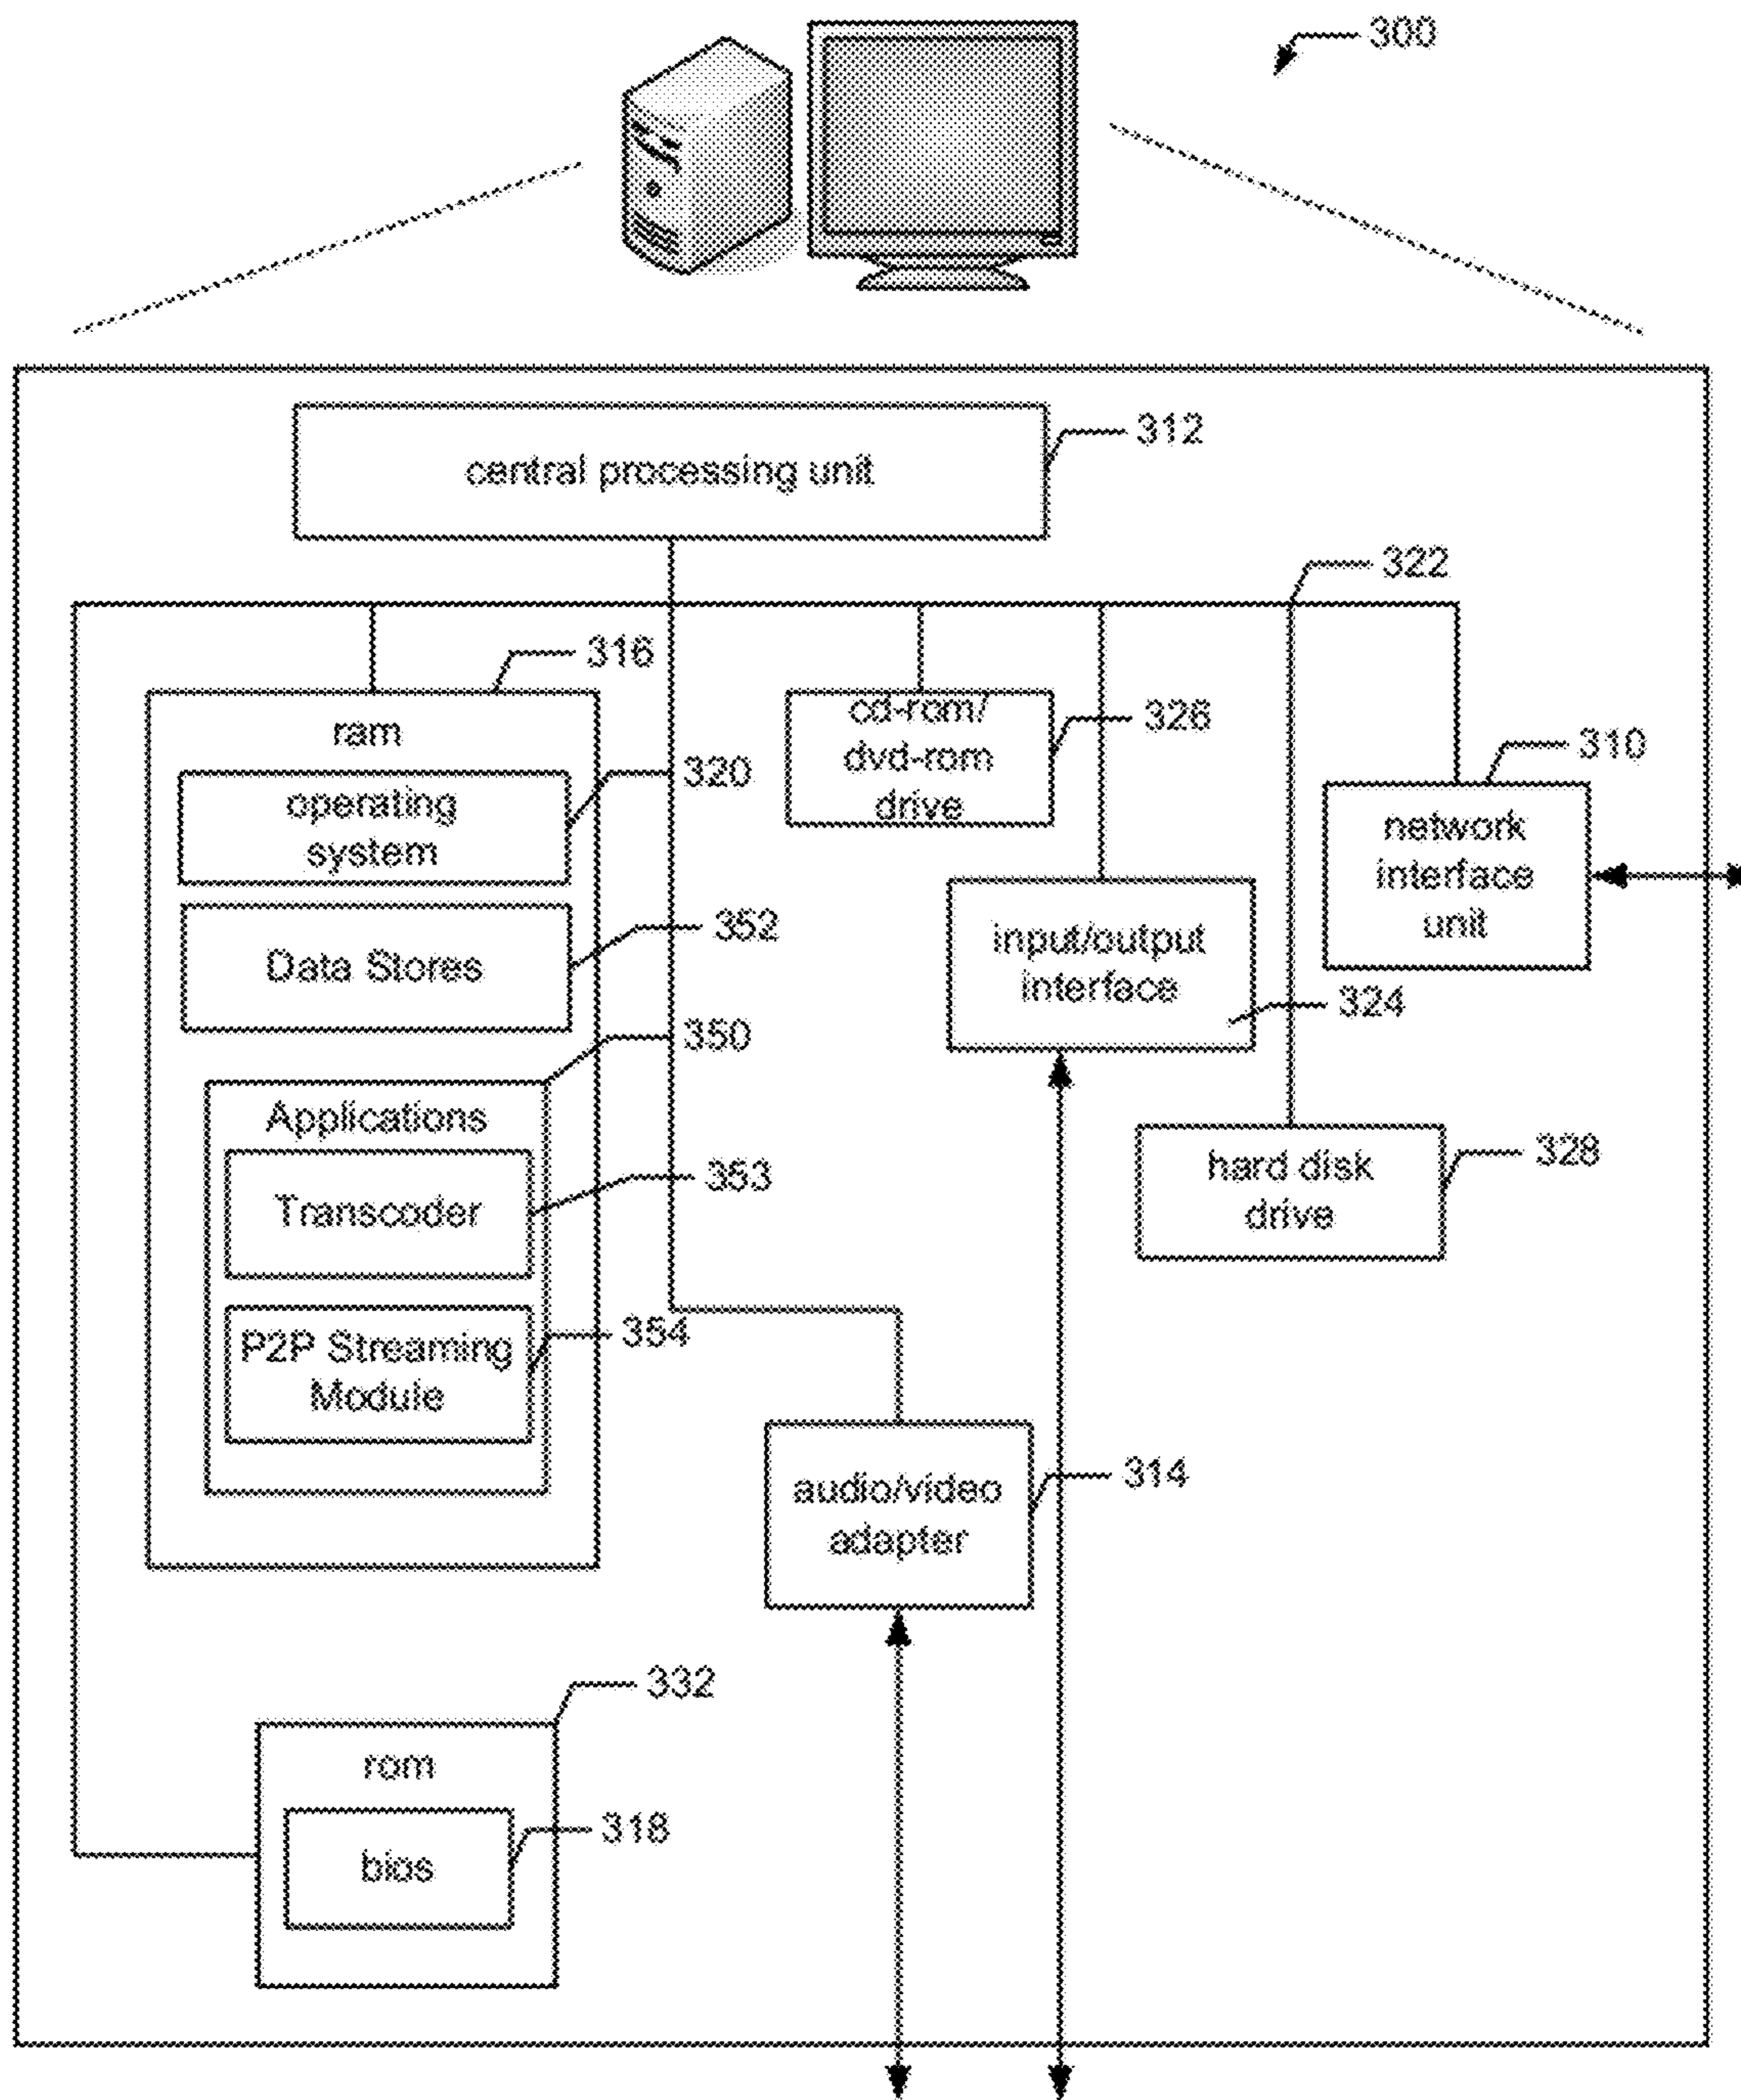 300
312
central processing unit
322
316
ram
cd-rom/
dvd-rom
drive
326
310
network
interface
unit
320
operating
system
352
Data Stores
input/output
interface
324
350
Applications
353
Transcoder
328
hard disk
drive
354
P2P Streaming
Module
314
audio/video
adapter
332
rom
318
bios